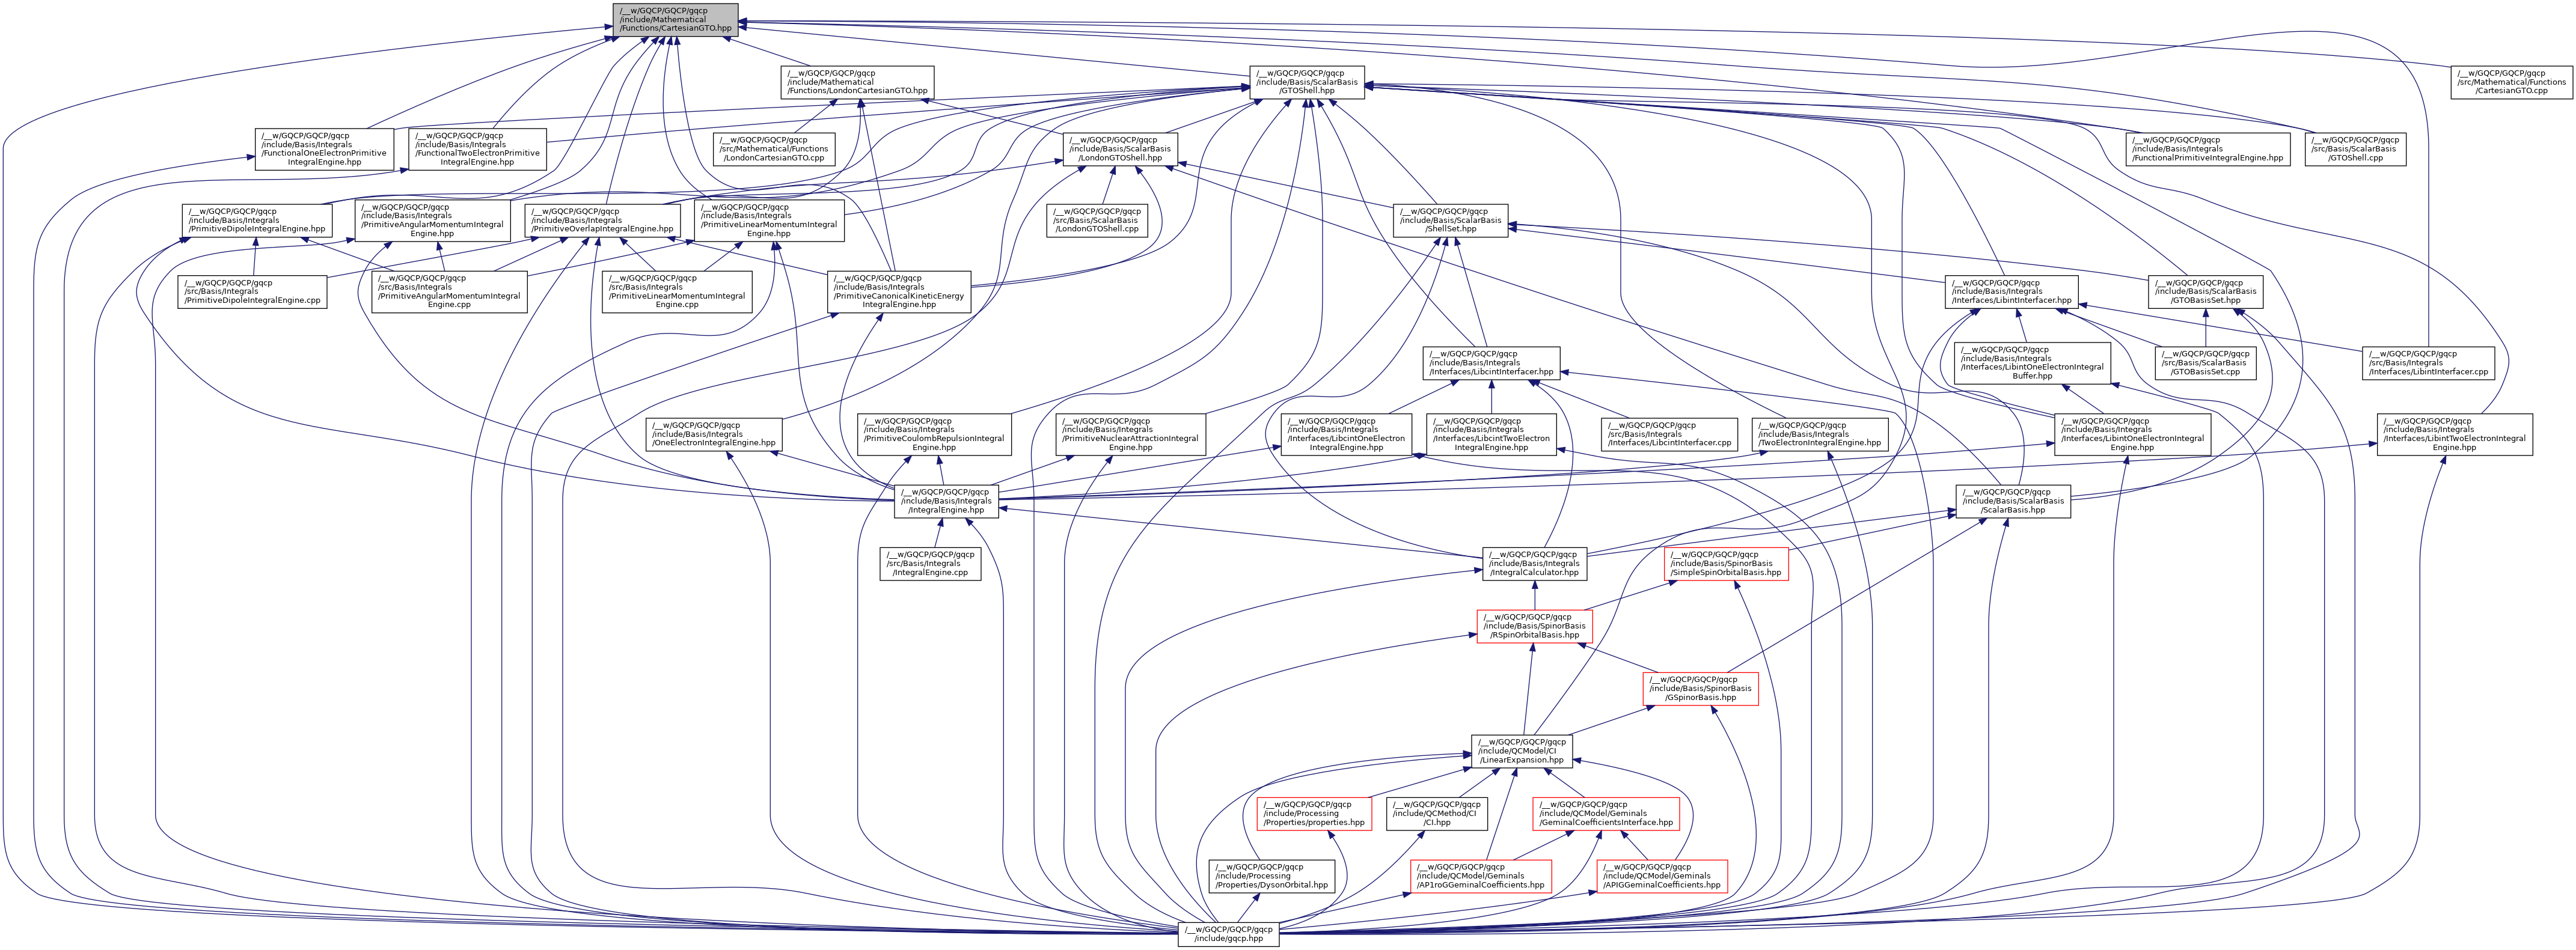 /__w/GQCP/GQCP/gqcp
/include/Mathematical
/Functions/CartesianGTO.hpp
/__w/GQCP/GQCP/gqcp
/include/Mathematical
/Functions/LondonCartesianGTO.hpp
/__w/GQCP/GQCP/gqcp
/include/Basis/ScalarBasis
/GTOShell.hpp
/__w/GQCP/GQCP/gqcp
/src/Mathematical/Functions
/CartesianGTO.cpp
/__w/GQCP/GQCP/gqcp
/include/Basis/Integrals
/FunctionalOneElectronPrimitive
IntegralEngine.hpp
/__w/GQCP/GQCP/gqcp
/include/Basis/Integrals
/FunctionalTwoElectronPrimitive
IntegralEngine.hpp
/__w/GQCP/GQCP/gqcp
/src/Mathematical/Functions
/LondonCartesianGTO.cpp
/__w/GQCP/GQCP/gqcp
/include/Basis/ScalarBasis
/LondonGTOShell.hpp
/__w/GQCP/GQCP/gqcp
/include/Basis/Integrals
/FunctionalPrimitiveIntegralEngine.hpp
/__w/GQCP/GQCP/gqcp
/src/Basis/ScalarBasis
/GTOShell.cpp
/__w/GQCP/GQCP/gqcp
/include/Basis/Integrals
/PrimitiveDipoleIntegralEngine.hpp
/__w/GQCP/GQCP/gqcp
/include/Basis/Integrals
/PrimitiveAngularMomentumIntegral
Engine.hpp
/__w/GQCP/GQCP/gqcp
/include/Basis/Integrals
/PrimitiveOverlapIntegralEngine.hpp
/__w/GQCP/GQCP/gqcp
/include/Basis/Integrals
/PrimitiveLinearMomentumIntegral
Engine.hpp
/__w/GQCP/GQCP/gqcp
/src/Basis/ScalarBasis
/LondonGTOShell.cpp
/__w/GQCP/GQCP/gqcp
/include/Basis/ScalarBasis
/ShellSet.hpp
/__w/GQCP/GQCP/gqcp
/src/Basis/Integrals
/PrimitiveDipoleIntegralEngine.cpp
/__w/GQCP/GQCP/gqcp
/src/Basis/Integrals
/PrimitiveAngularMomentumIntegral
Engine.cpp
/__w/GQCP/GQCP/gqcp
/src/Basis/Integrals
/PrimitiveLinearMomentumIntegral
Engine.cpp
/__w/GQCP/GQCP/gqcp
/include/Basis/Integrals
/PrimitiveCanonicalKineticEnergy
IntegralEngine.hpp
/__w/GQCP/GQCP/gqcp
/include/Basis/Integrals
/Interfaces/LibintInterfacer.hpp
/__w/GQCP/GQCP/gqcp
/include/Basis/ScalarBasis
/GTOBasisSet.hpp
/__w/GQCP/GQCP/gqcp
/include/Basis/Integrals
/Interfaces/LibcintInterfacer.hpp
/__w/GQCP/GQCP/gqcp
/include/Basis/Integrals
/Interfaces/LibintOneElectronIntegral
Buffer.hpp
/__w/GQCP/GQCP/gqcp
/src/Basis/ScalarBasis
/GTOBasisSet.cpp
/__w/GQCP/GQCP/gqcp
/src/Basis/Integrals
/Interfaces/LibintInterfacer.cpp
/__w/GQCP/GQCP/gqcp
/include/Basis/Integrals
/OneElectronIntegralEngine.hpp
/__w/GQCP/GQCP/gqcp
/include/Basis/Integrals
/PrimitiveCoulombRepulsionIntegral
Engine.hpp
/__w/GQCP/GQCP/gqcp
/include/Basis/Integrals
/PrimitiveNuclearAttractionIntegral
Engine.hpp
/__w/GQCP/GQCP/gqcp
/include/Basis/Integrals
/Interfaces/LibcintOneElectron
IntegralEngine.hpp
/__w/GQCP/GQCP/gqcp
/include/Basis/Integrals
/Interfaces/LibcintTwoElectron
IntegralEngine.hpp
/__w/GQCP/GQCP/gqcp
/src/Basis/Integrals
/Interfaces/LibcintInterfacer.cpp
/__w/GQCP/GQCP/gqcp
/include/Basis/Integrals
/TwoElectronIntegralEngine.hpp
/__w/GQCP/GQCP/gqcp
/include/Basis/Integrals
/Interfaces/LibintOneElectronIntegral
Engine.hpp
/__w/GQCP/GQCP/gqcp
/include/Basis/Integrals
/Interfaces/LibintTwoElectronIntegral
Engine.hpp
/__w/GQCP/GQCP/gqcp
/include/Basis/Integrals
/IntegralEngine.hpp
/__w/GQCP/GQCP/gqcp
/include/Basis/ScalarBasis
/ScalarBasis.hpp
/__w/GQCP/GQCP/gqcp
/src/Basis/Integrals
/IntegralEngine.cpp
/__w/GQCP/GQCP/gqcp
/include/Basis/Integrals
/IntegralCalculator.hpp
/__w/GQCP/GQCP/gqcp
/include/Basis/SpinorBasis
/SimpleSpinOrbitalBasis.hpp
/__w/GQCP/GQCP/gqcp
/include/Basis/SpinorBasis
/RSpinOrbitalBasis.hpp
/__w/GQCP/GQCP/gqcp
/include/Basis/SpinorBasis
/GSpinorBasis.hpp
/__w/GQCP/GQCP/gqcp
/include/QCModel/CI
/LinearExpansion.hpp
/__w/GQCP/GQCP/gqcp
/include/Processing
/Properties/properties.hpp
/__w/GQCP/GQCP/gqcp
/include/QCMethod/CI
/CI.hpp
/__w/GQCP/GQCP/gqcp
/include/QCModel/Geminals
/GeminalCoefficientsInterface.hpp
/__w/GQCP/GQCP/gqcp
/include/Processing
/Properties/DysonOrbital.hpp
/__w/GQCP/GQCP/gqcp
/include/QCModel/Geminals
/AP1roGGeminalCoefficients.hpp
/__w/GQCP/GQCP/gqcp
/include/QCModel/Geminals
/APIGGeminalCoefficients.hpp
/__w/GQCP/GQCP/gqcp
/include/gqcp.hpp